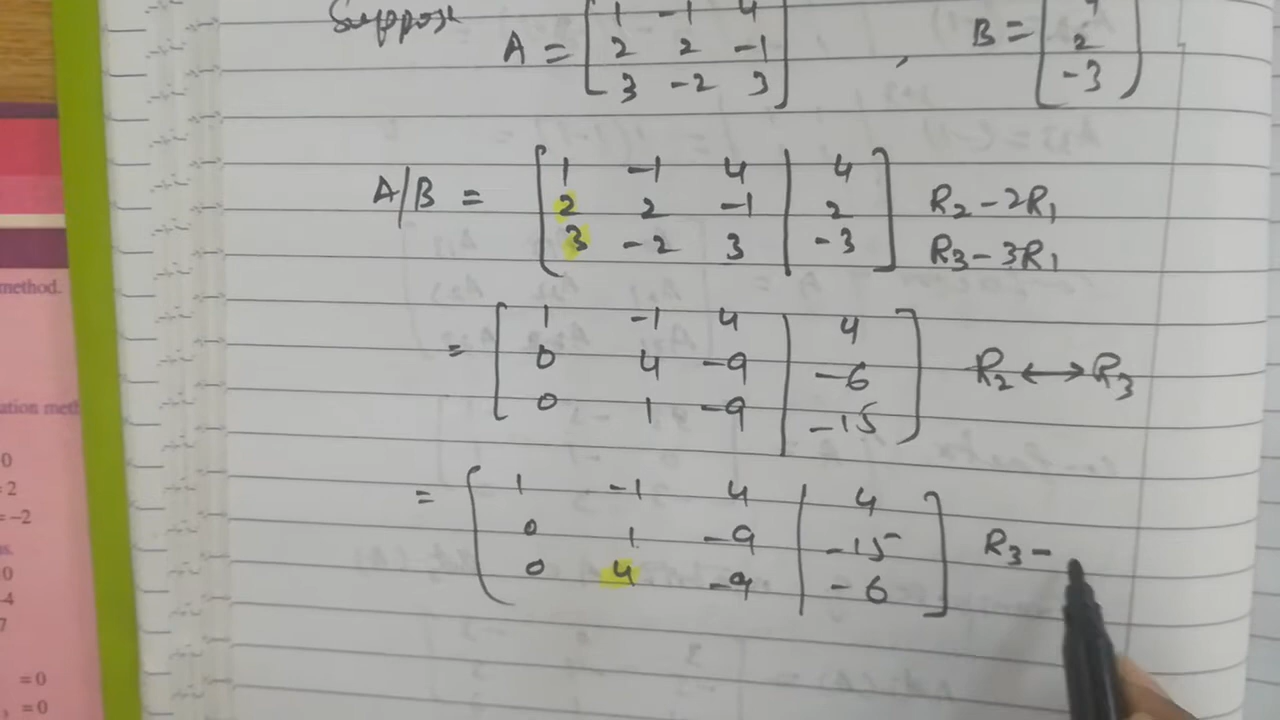 Suppose
A = [1 -1 4
2 2 -1
3 -2 3] , B = [4
2
-3]
A/B = [1 -1 4 | 4
2 2 -1 | 2] R2 - 2R1
3 -2 3 | -3] R3 - 3R1
= [1 -1 4 | 4
0 4 -9 | -6] R2 ↔ R3
0 1 -9 | -15]
= [1 -1 4 | 4
0 1 -9 | -15] R3 -
0 4 -9 | -6]
method.
0
= 2
= -2
0
-4
7
= 0
= 0